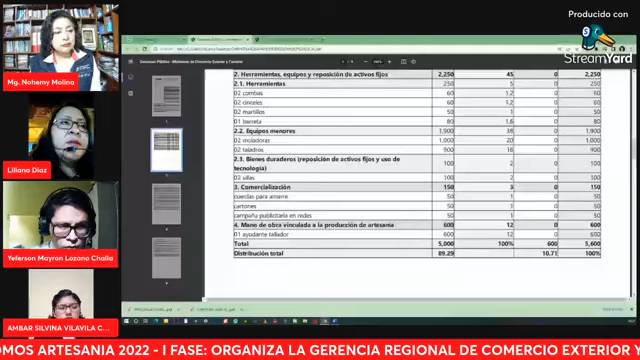 Producido con
StreamYard
Mg. Nohemy Molina
Liliana Diaz
Yeferson Mayron Lozano Challa
AMBAR SILVINA VILAVILA C...
2. Herramientas, equipos y reposición de activos fijos 2,250 45 0 2,250
2.1. Herramientas 250 5 0 250
02 combas 60 1,2 0 60
02 cinceles 60 1,2 0 60
02 martillos 50 1 0 50
01 barreta 80 1,6 0 80
2.2. Equipos menores 1,900 38 0 1,900
02 moladoras 1,000 20 0 1,000
02 taladros 900 18 0 900
2.3. Bienes duraderos (reposición de activos fijos y uso de tecnología) 100 2 0 100
02 sillas 100 2 0 100
3. Comercialización 150 3 0 150
cuerdas para amarre 50 1 0 50
cartones 50 1 0 50
campaña publicitaria en redes 50 1 0 50
4. Mano de obra vinculada a la producción de artesanía 600 12 0 600
01 ayudante tallador 600 12 0 600
Total 5,000 100% 600 5,600
Distribución total 89.29 10.71 100%
OMOS ARTESANIA 2022 - I FASE: ORGANIZA LA GERENCIA REGIONAL DE COMERCIO EXTERIOR Y